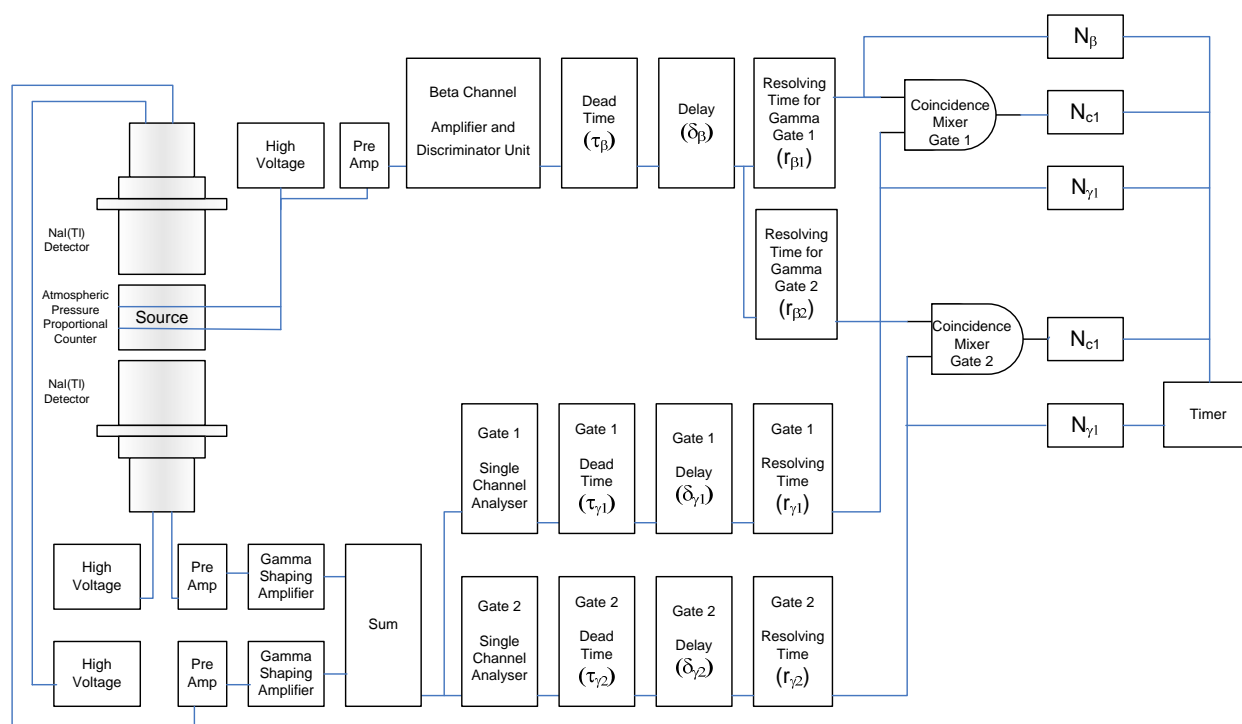 NaI(Tl)
Detector
Atmospheric
Pressure
Proportional
Counter
Source
NaI(Tl)
Detector
High
Voltage
Pre
Amp
Beta Channel
Amplifier and
Discriminator Unit
Dead
Time
(τβ)
Delay
(δβ)
Resolving
Time for
Gamma
Gate 1
(rβ1)
Resolving
Time for
Gamma
Gate 2
(rβ2)
Coincidence
Mixer
Gate 1
Coincidence
Mixer
Gate 2
Nβ
Nc1
Nγ1
Nc1
Nγ1
Timer
High
Voltage
Pre
Amp
Gamma
Shaping
Amplifier
High
Voltage
Pre
Amp
Gamma
Shaping
Amplifier
Sum
Gate 1
Single
Channel
Analyser
Gate 1
Dead
Time
(τγ1)
Gate 1
Delay
(δγ1)
Gate 1
Resolving
Time
(rγ1)
Gate 2
Single
Channel
Analyser
Gate 2
Dead
Time
(τγ2)
Gate 2
Delay
(δγ2)
Gate 2
Resolving
Time
(rγ2)